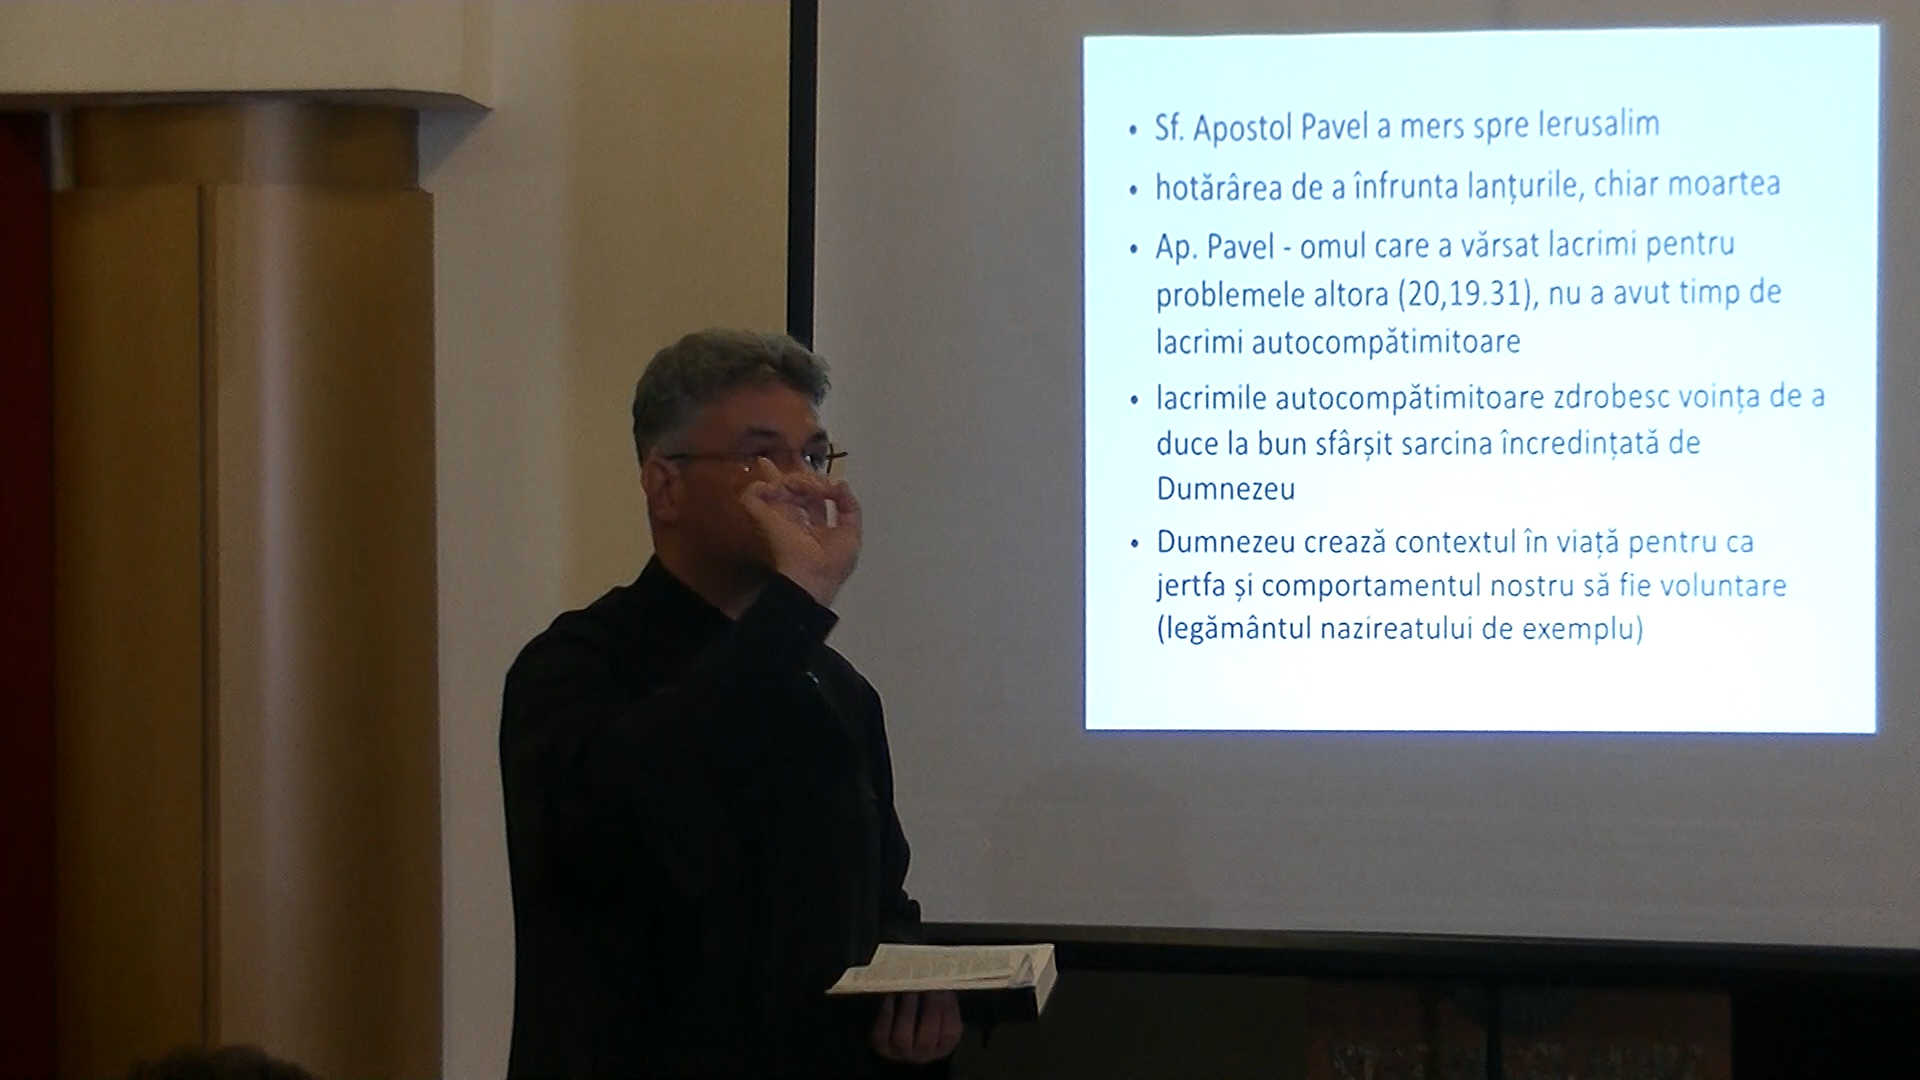 • Sf. Apostol Pavel a mers spre Ierusalim
• hotărârea de a înfrunta lanțurile, chiar moartea
• Ap. Pavel - omul care a vărsat lacrimi pentru
problemele altora (20,19.31), nu a avut timp de
lacrimi autocompătimitoare
• lacrimile autocompătimitoare zdrobesc voința de a
duce la bun sfârșit sarcina încredințată de
Dumnezeu
• Dumnezeu crează contextul în viață pentru ca
jertfa și comportamentul nostru să fie voluntare
(legământul nazireatului de exemplu)